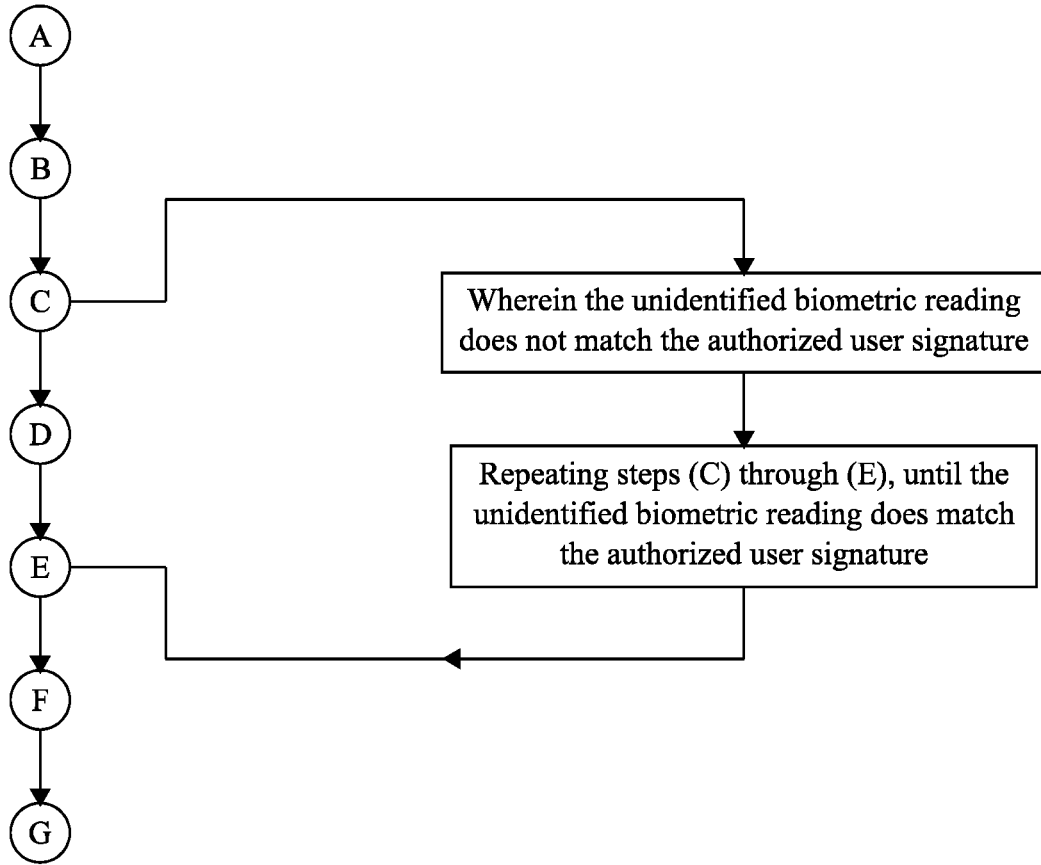 A
B
C
Wherein the unidentified biometric reading
does not match the authorized user signature
D
Repeating steps (C) through (E), until the
unidentified biometric reading does match
the authorized user signature
E
F
G